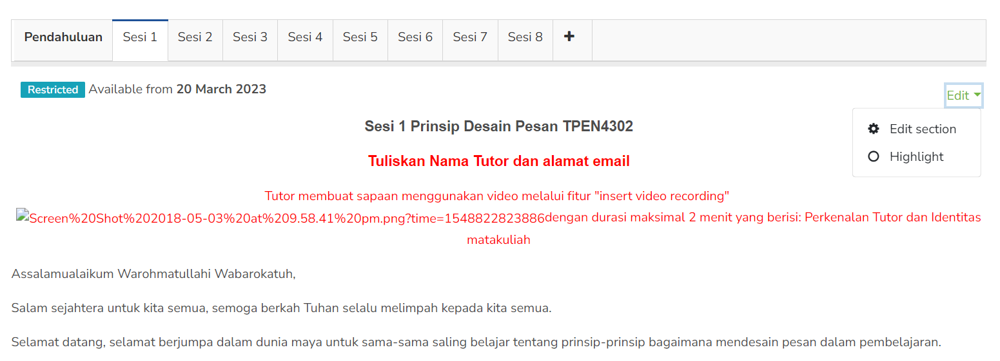 Pendahuluan Sesi 1 Sesi 2 Sesi 3 Sesi 4 Sesi 5 Sesi 6 Sesi 7 Sesi 8 +
Restricted Available from 20 March 2023
Edit
Edit section
Highlight
Sesi 1 Prinsip Desain Pesan TPEN4302
Tuliskan Nama Tutor dan alamat email
Tutor membuat sapaan menggunakan video melalui fitur "insert video recording"
Screen%20Shot%202018-05-03%20at%209.58.41%20pm.png?time=1548822823886dengan durasi maksimal 2 menit yang berisi: Perkenalan Tutor dan Identitas
matakuliah
Assalamualaikum Warohmatullahi Wabarokatuh,
Salam sejahtera untuk kita semua, semoga berkah Tuhan selalu melimpah kepada kita semua.
Selamat datang, selamat berjumpa dalam dunia maya untuk sama-sama saling belajar tentang prinsip-prinsip bagaimana mendesain pesan dalam pembelajaran.